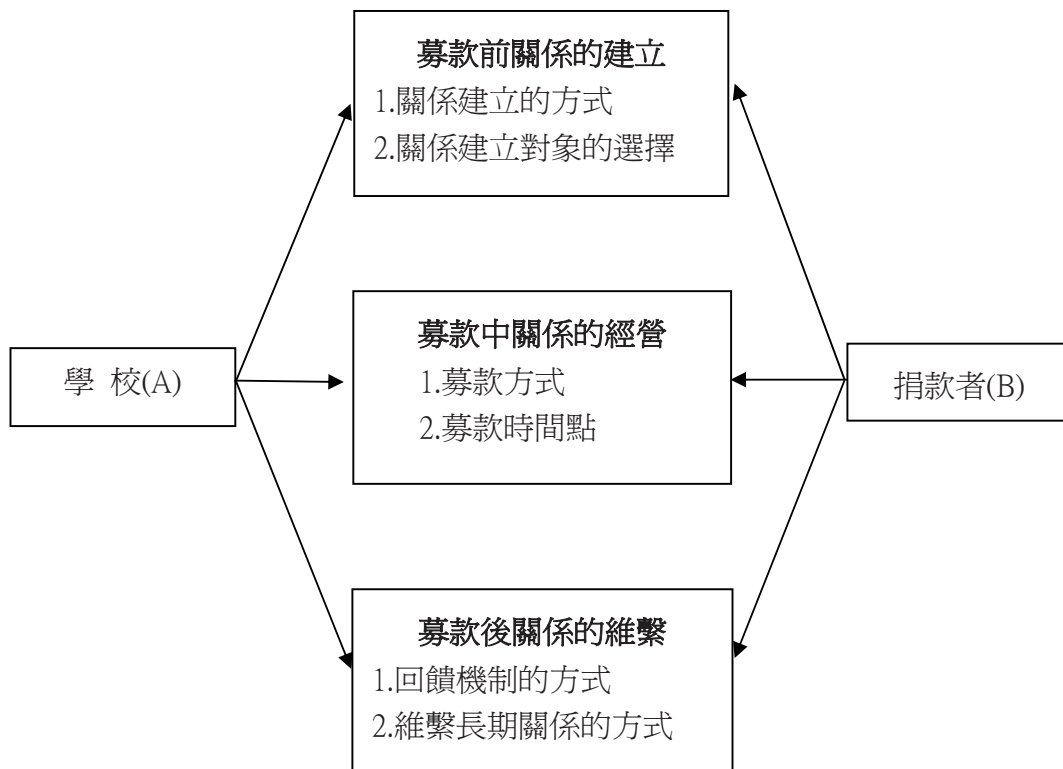 募款前關係的建立
1.關係建立的方式
2.關係建立對象的選擇
募款中關係的經營
1.募款方式
2.募款時間點
學 校(A)
捐款者(B)
募款後關係的維繫
1.回饋機制的方式
2.維繫長期關係的方式